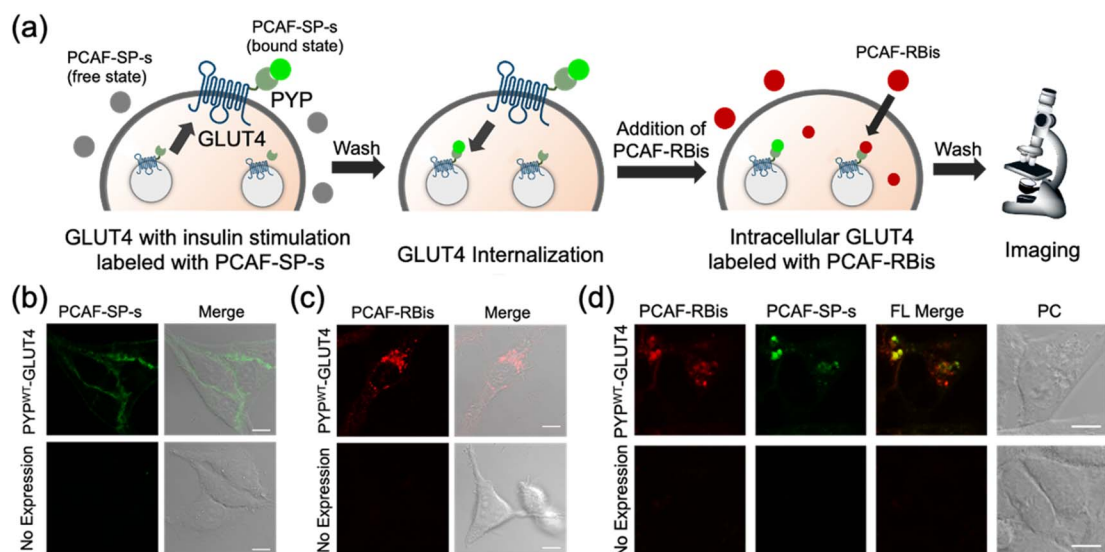 (a)
PCAF-SP-s
(free state)
PCAF-SP-s
(bound state)
PYP
GLUT4
Wash
Addition of
PCAF-RBis
PCAF-RBis
Wash
GLUT4 with insulin stimulation
labeled with PCAF-SP-s
GLUT4 Internalization
Intracellular GLUT4
labeled with PCAF-RBis
Imaging
(b)
PCAF-SP-s
Merge
PYPWT-GLUT4
No Expression
(c)
PCAF-RBis
Merge
PYPWT-GLUT4
No Expression
(d)
PCAF-RBis
PCAF-SP-s
FL Merge
PC
PYPWT-GLUT4
No Expression